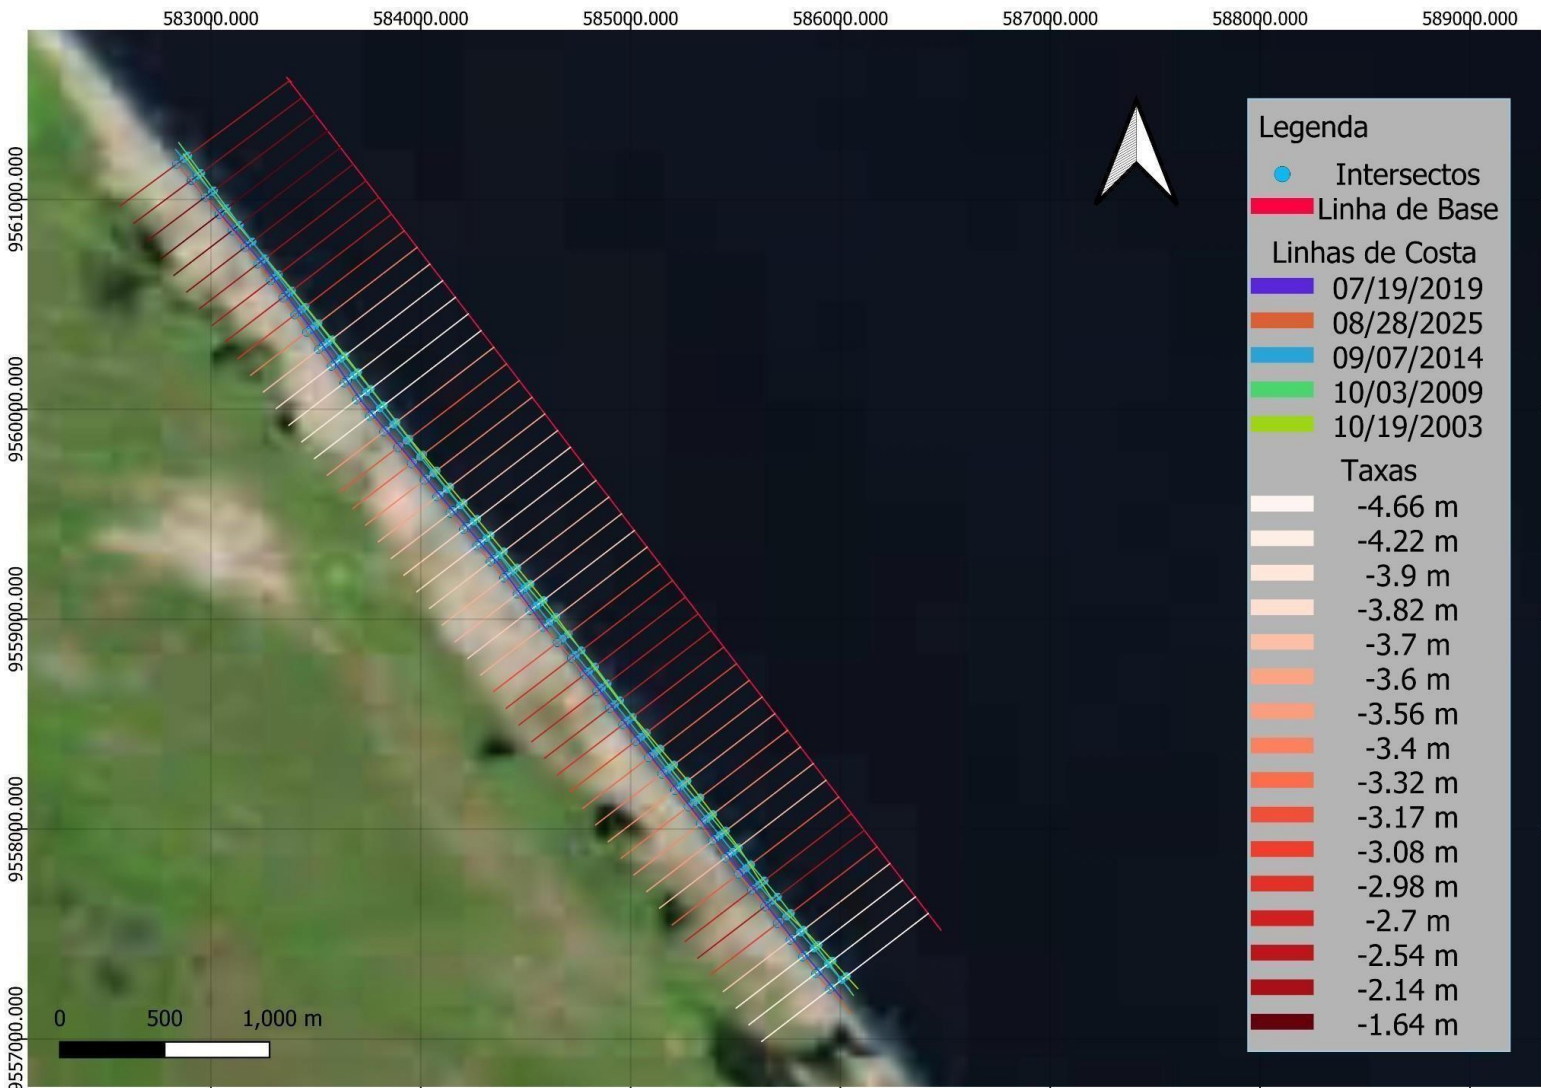 583000.000 584000.000 585000.000 586000.000 587000.000 588000.000 589000.000
9561000.000
9560000.000
9559000.000
9558000.000
9557000.000
Legenda
Intersectos
Linha de Base
Linhas de Costa
07/19/2019
08/28/2025
09/07/2014
10/03/2009
10/19/2003
Taxas
-4.66 m
-4.22 m
-3.9 m
-3.82 m
-3.7 m
-3.6 m
-3.56 m
-3.4 m
-3.32 m
-3.17 m
-3.08 m
-2.98 m
-2.7 m
-2.54 m
-2.14 m
-1.64 m
0 500 1,000 m